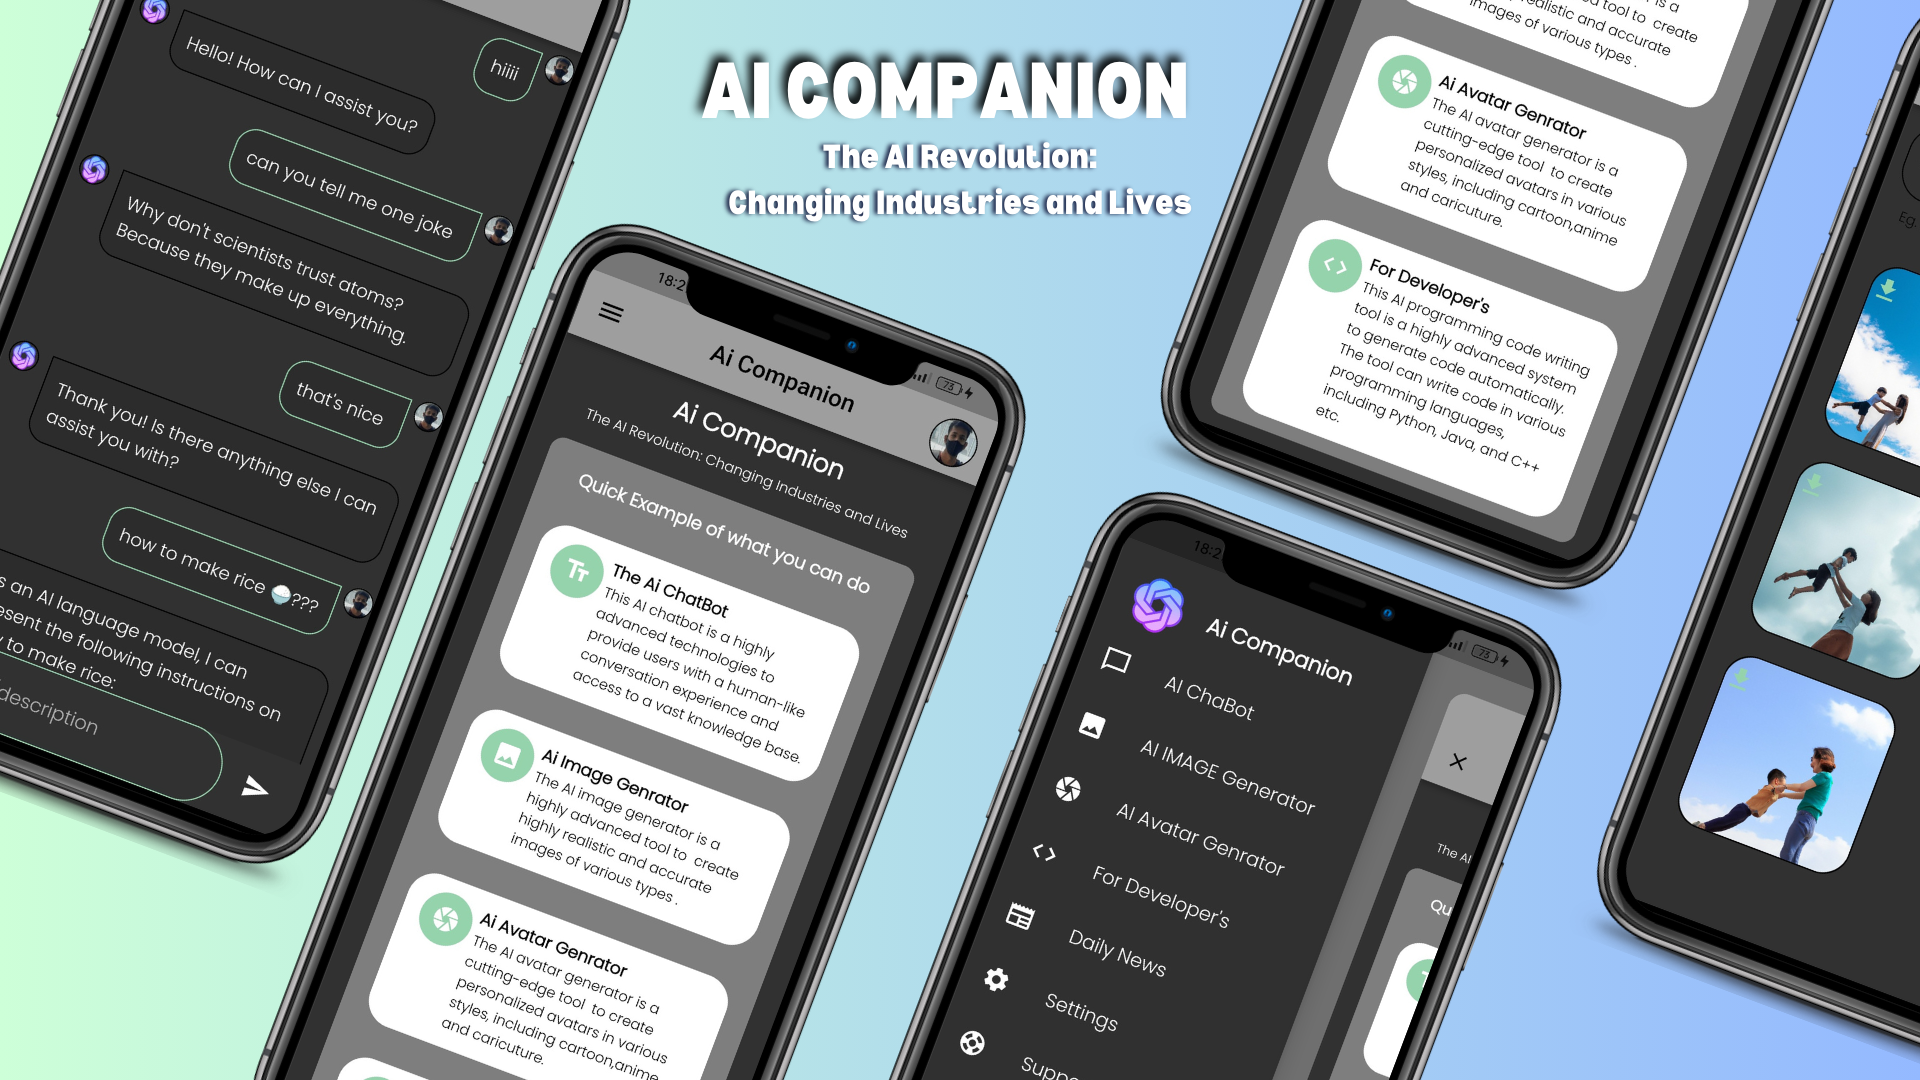 AI COMPANION
The AI Revolution:
Changing Industries and Lives
hiiii
Hello! How can I assist you?
can you tell me one joke
Why don't scientists trust atoms?
Because they make up everything.
that's nice
Thank you! Is there anything else I can
assist you with?
how to make rice 🍚???
an AI language model, I can
the following instructions on
to make rice:
description
18:2
73
Ai Companion
Ai Companion
The AI Revolution: Changing Industries and Lives
Quick Example of what you can do
The Ai ChatBot
This AI chatbot is a highly
advanced technologies to
provide users with a human-like
conversation experience and
access to a vast knowledge base.
Ai Image Genrator
The AI image generator is a
highly advanced tool to create
highly realistic and accurate
images of various types .
Ai Avatar Genrator
The AI avatar generator is a
cutting-edge tool to create
personalized avatars in various
styles, including cartoon,anime
and caricuture.
is a
tool to create
realistic and accurate
images of various types .
Ai Avatar Genrator
The AI avatar generator is a
cutting-edge tool to create
personalized avatars in various
styles, including cartoon,anime
and caricuture.
For Developer's
This AI programming code writing
tool is a highly advanced system
to generate code automatically.
The tool can write code in various
programming languages,
including Python, Java, and C++
etc.
18:2
73
Ai Companion
AI ChaBot
AI IMAGE Generator
AI Avatar Genrator
For Developer's
Daily News
Settings
The AI
Qu
Eg.